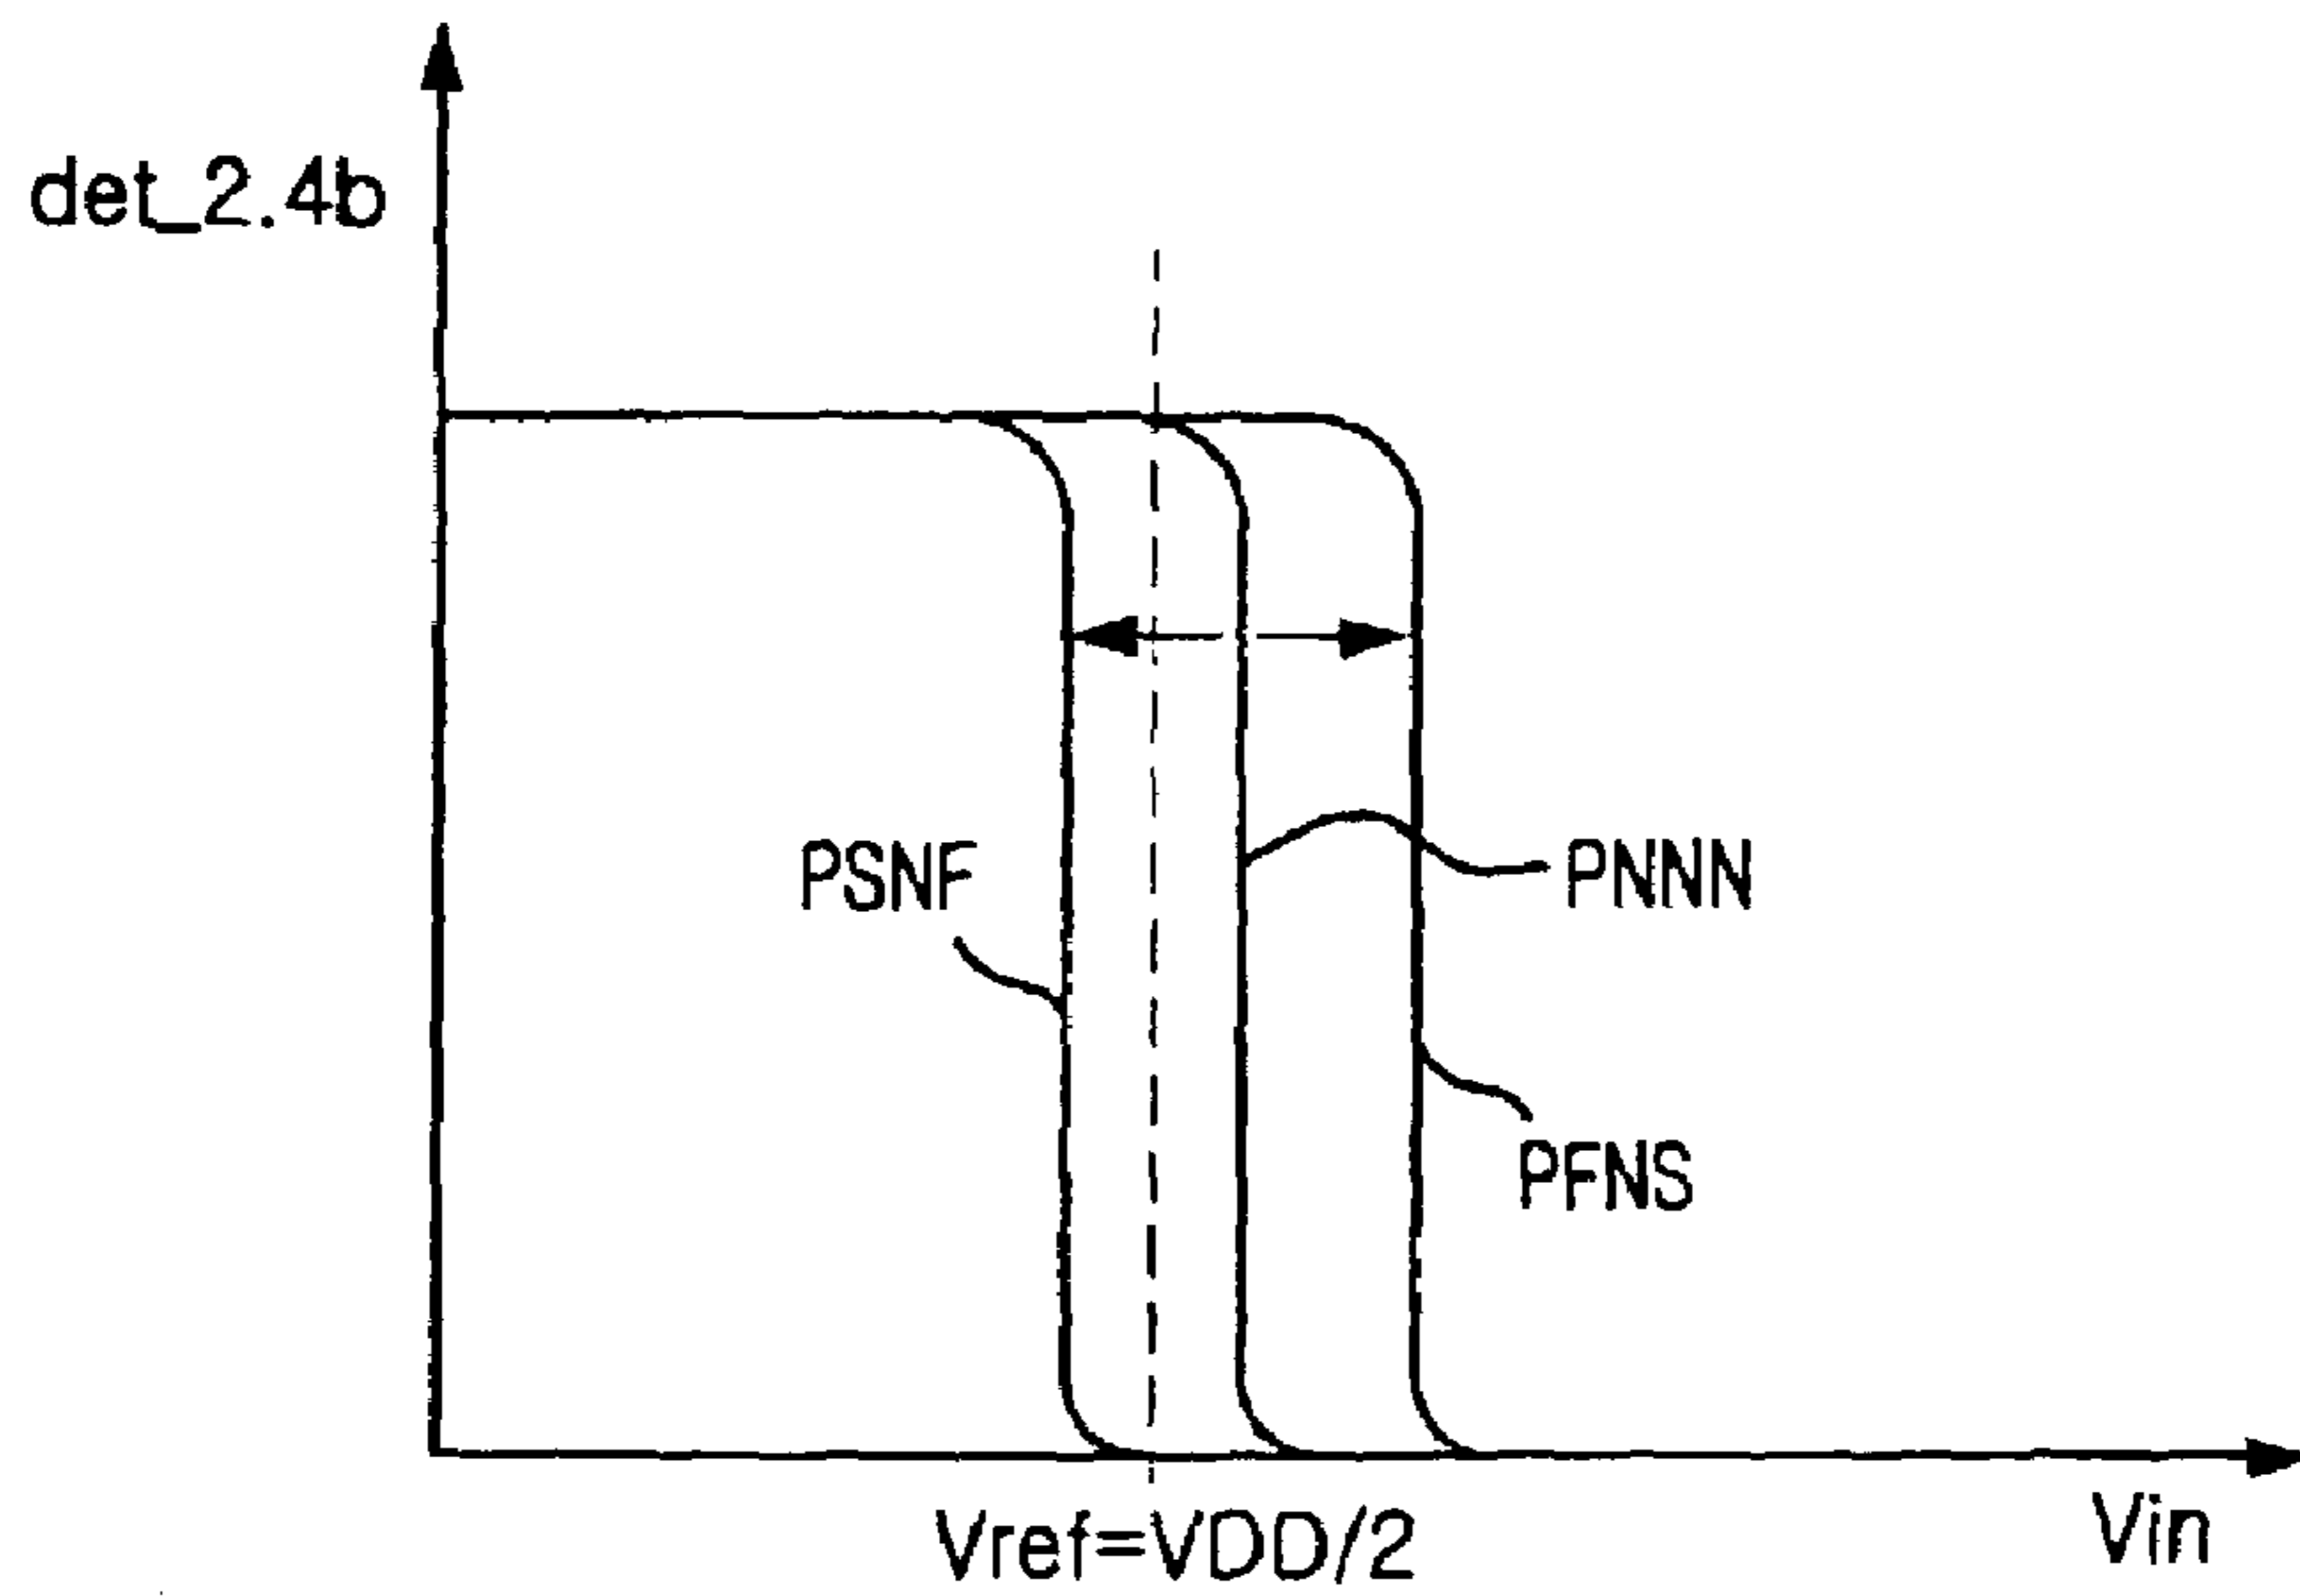 det_2.4b
PSNF
PNNN
PFNS
Vref=VDD/2
Vin